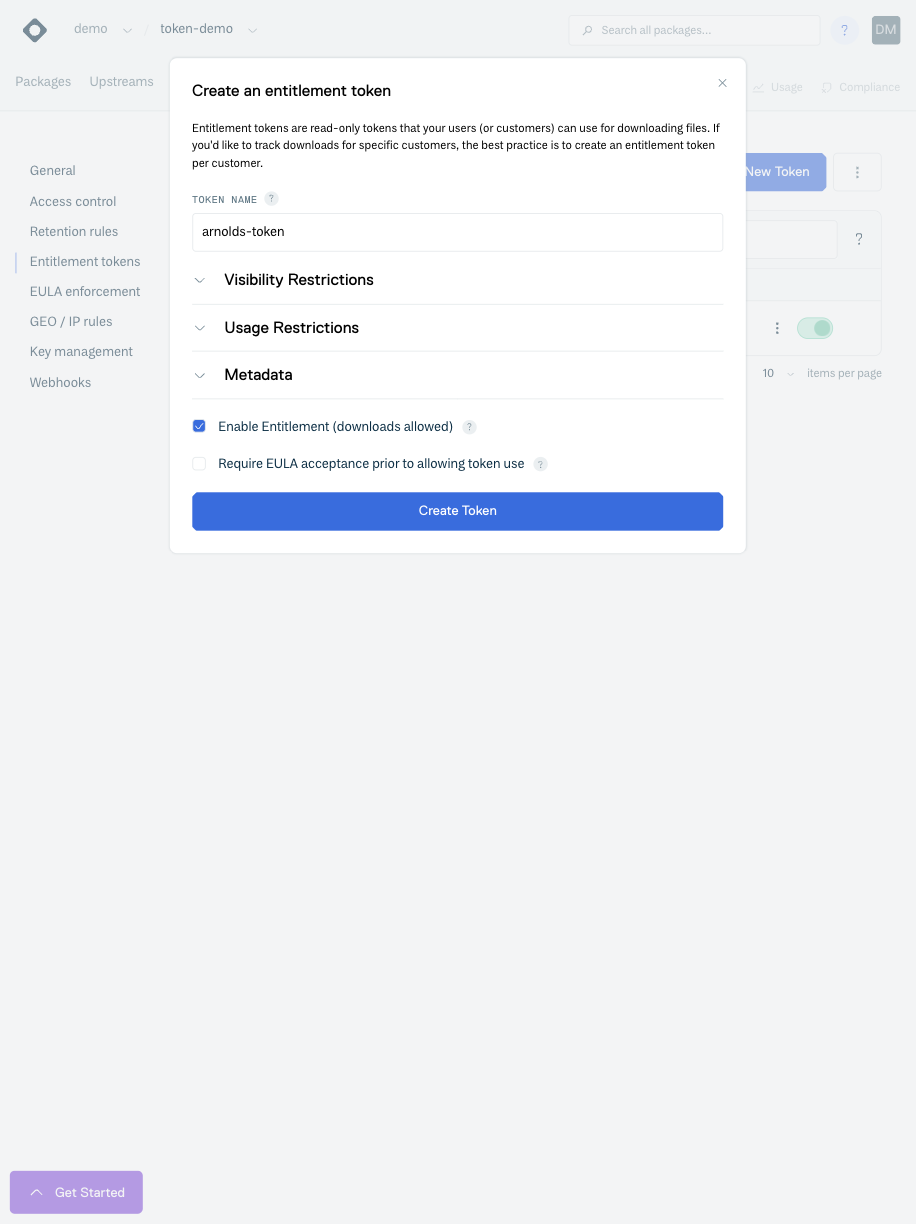 demo / token-demo
Search all packages...
?
DM
Packages
Upstreams
Usage
Compliance
Create an entitlement token
Entitlement tokens are read-only tokens that your users (or customers) can use for downloading files. If
you'd like to track downloads for specific customers, the best practice is to create an entitlement token
per customer.
TOKEN NAME ?
arnolds-token
Visibility Restrictions
Usage Restrictions
Metadata
Enable Entitlement (downloads allowed) ?
Require EULA acceptance prior to allowing token use ?
Create Token
General
Access control
Retention rules
Entitlement tokens
EULA enforcement
GEO / IP rules
Key management
Webhooks
New Token
?
10 items per page
Get Started